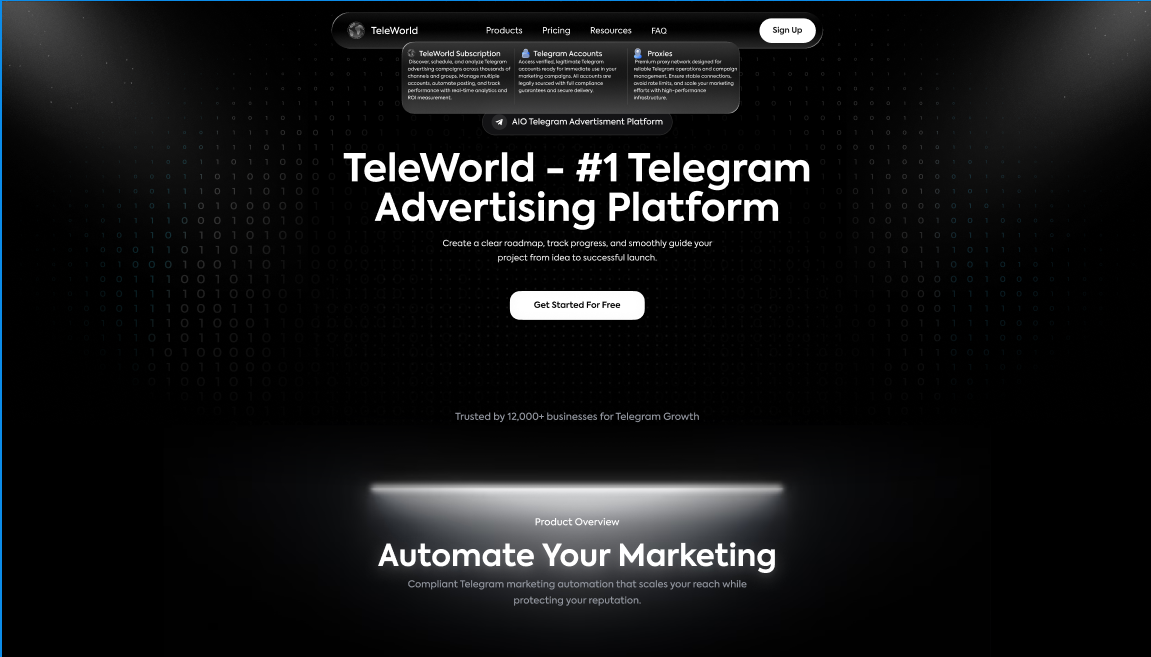 TeleWorld
Products
Pricing
Resources
FAQ
Sign Up
TeleWorld Subscription
Discover, schedule, and analyze Telegram
advertising campaigns across thousands of
channels and groups. Manage multiple
accounts, automate posting, and track
performance with real-time analytics and
ROI measurement.
Telegram Accounts
Access verified, legitimate Telegram
accounts ready for immediate use in your
marketing campaigns. All accounts are
legally sourced with full compliance
guarantees and secure delivery.
Proxies
Premium proxy network designed for
reliable Telegram operations and campaign
management. Ensure stable connections,
avoid rate limits, and scale your marketing
efforts with high-performance
infrastructure.
AIO Telegram Advertisment Platform
TeleWorld - #1 Telegram
Advertising Platform
Create a clear roadmap, track progress, and smoothly guide your
project from idea to successful launch.
Get Started For Free
Trusted by 12,000+ businesses for Telegram Growth
Product Overview
Automate Your Marketing
Compliant Telegram marketing automation that scales your reach while
protecting your reputation.